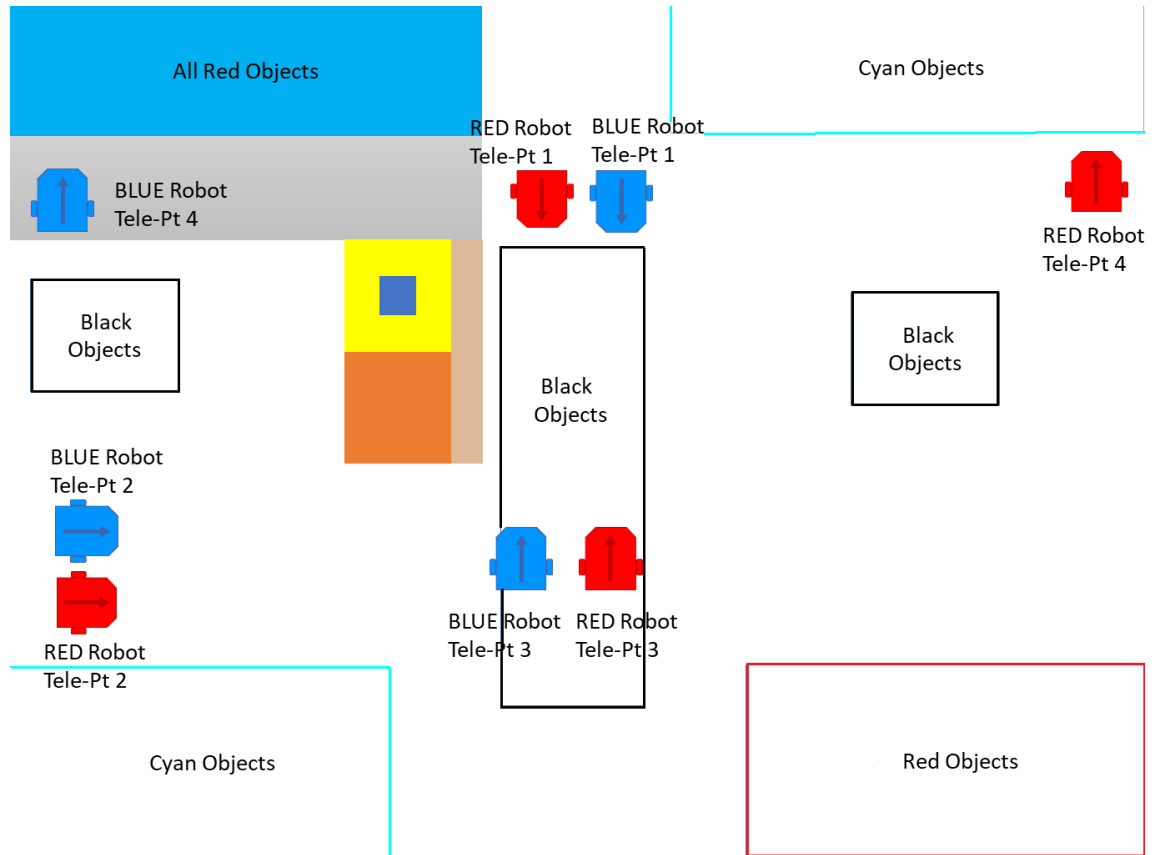 All Red Objects
Cyan Objects
RED Robot
Tele-Pt 1
BLUE Robot
Tele-Pt 1
BLUE Robot
Tele-Pt 4
RED Robot
Tele-Pt 4
Black
Objects
Black
Objects
Black
Objects
BLUE Robot
Tele-Pt 2
RED Robot
Tele-Pt 2
BLUE Robot
Tele-Pt 3
RED Robot
Tele-Pt 3
Cyan Objects
Red Objects